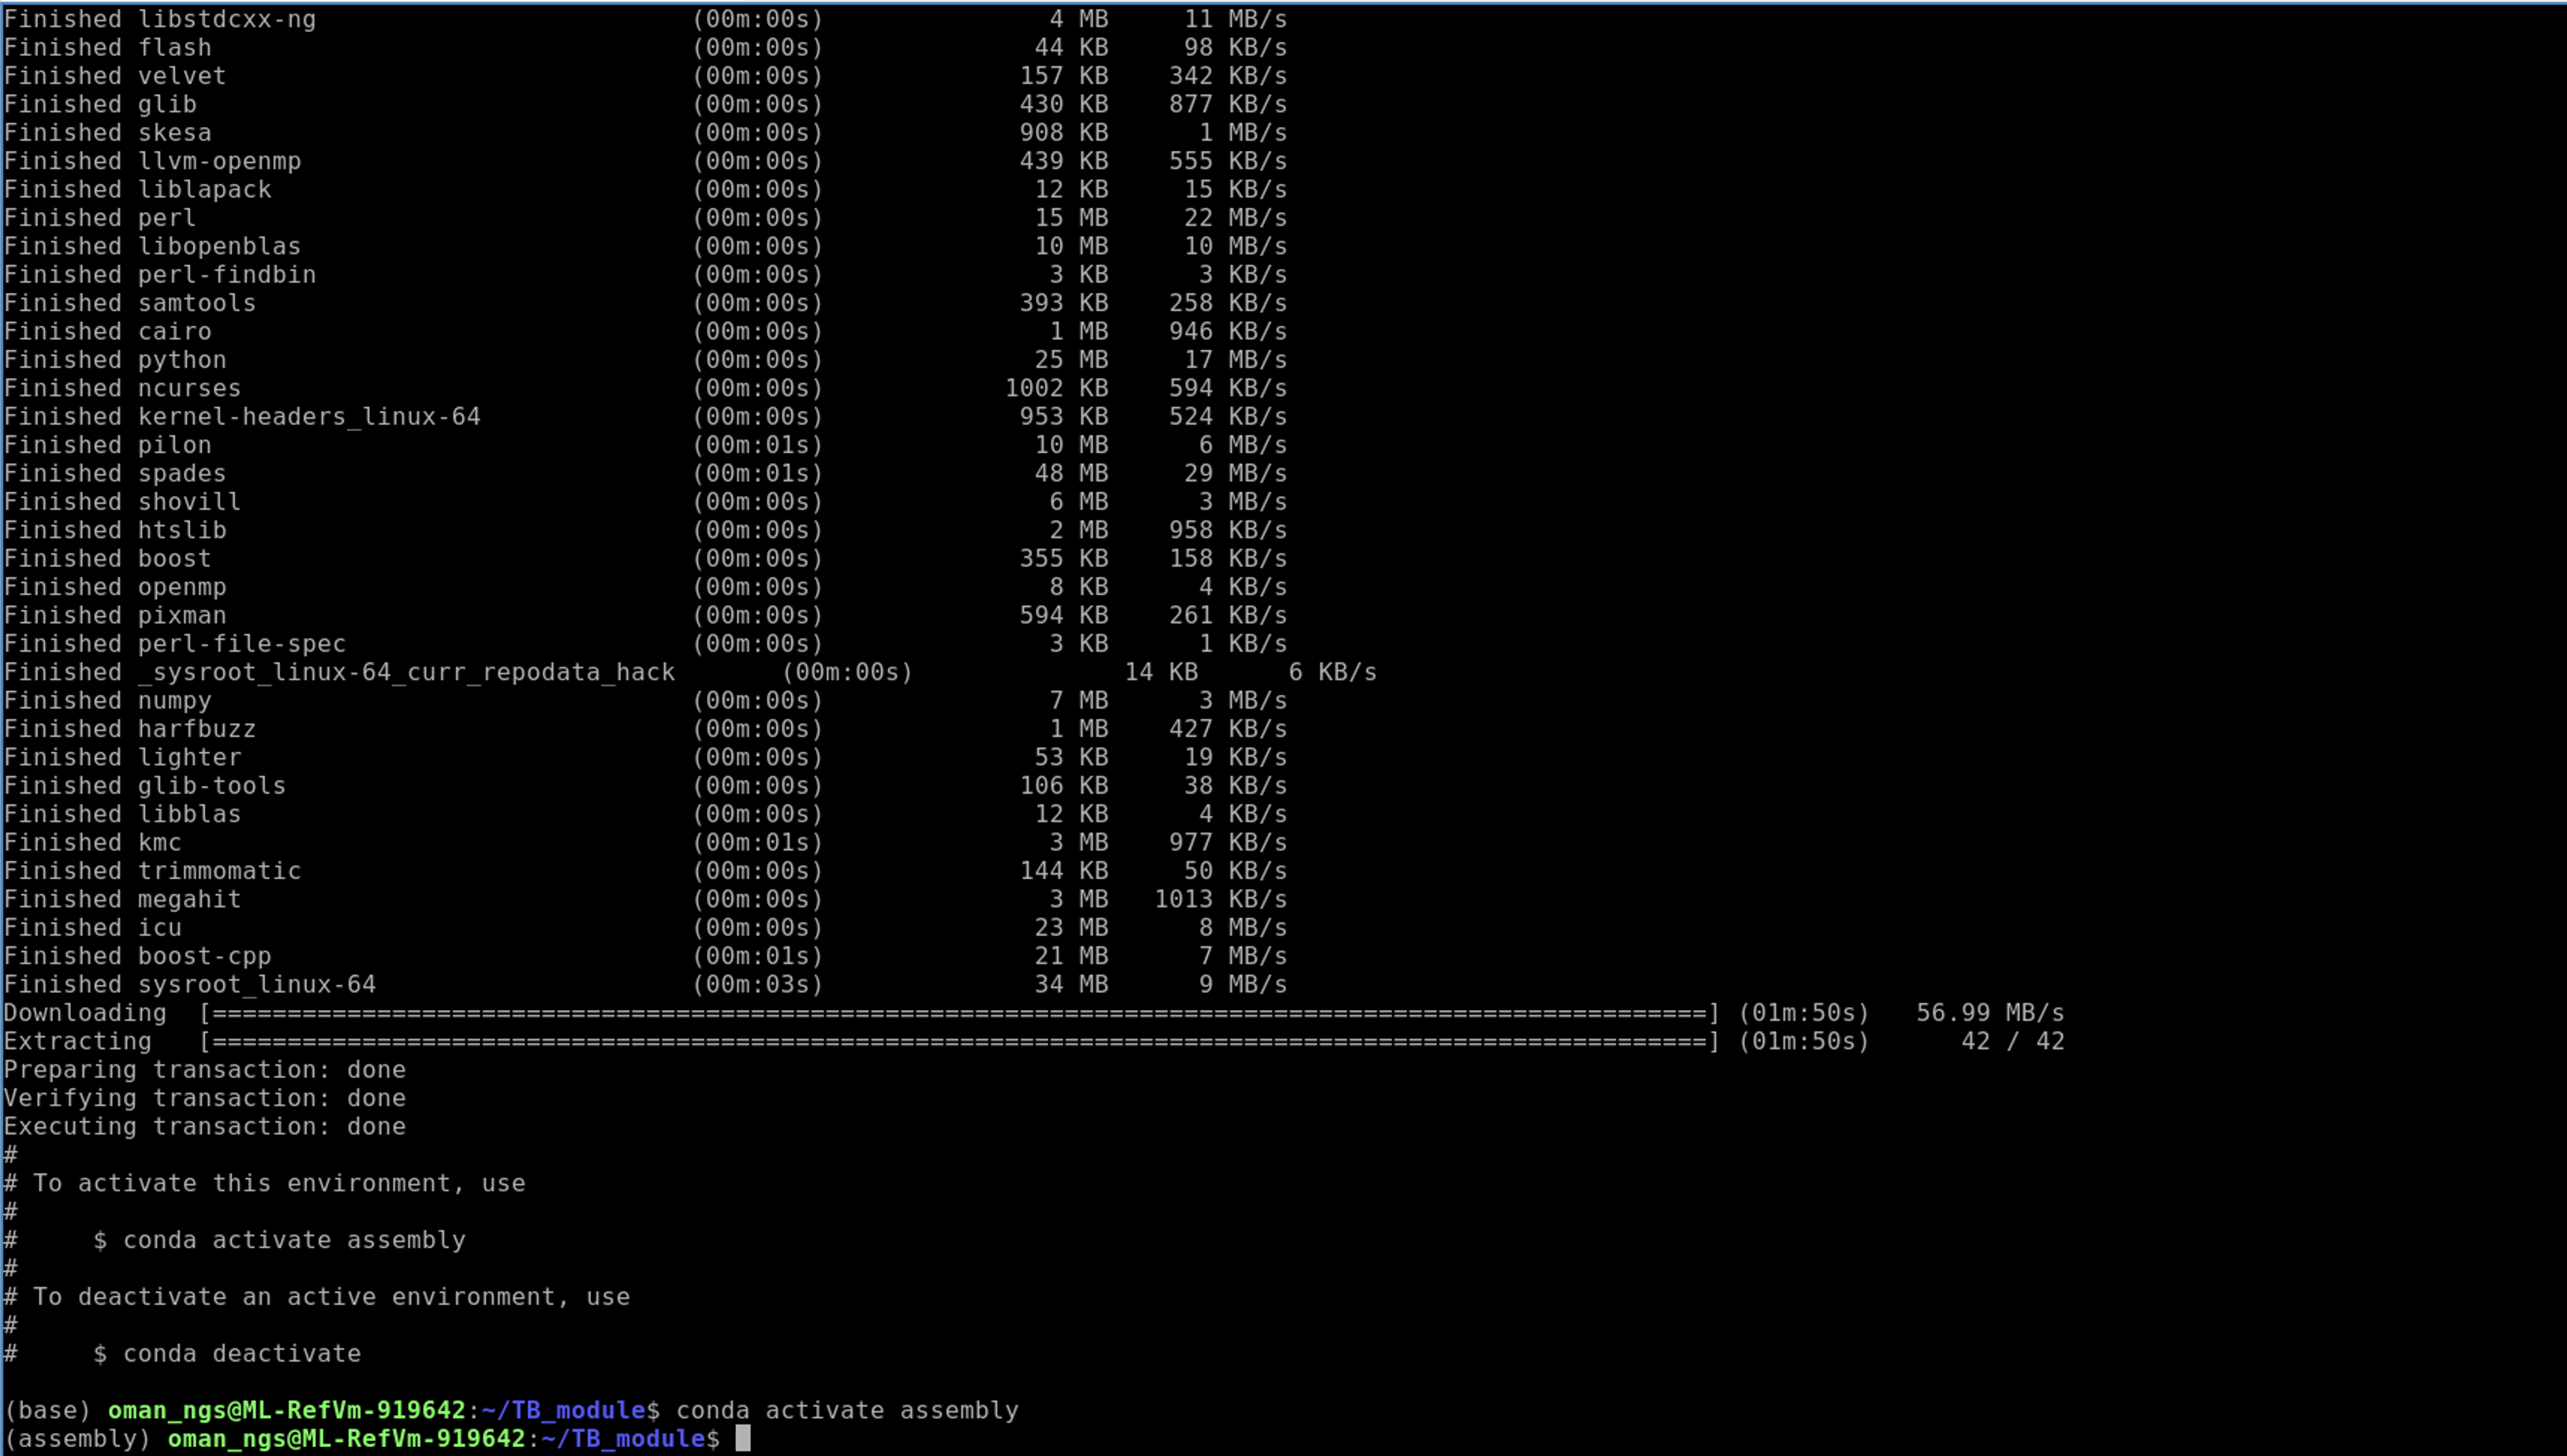 Finished libstdcxx-ng (00m:00s) 4 MB 11 MB/s
Finished flash (00m:00s) 44 KB 98 KB/s
Finished velvet (00m:00s) 157 KB 342 KB/s
Finished glib (00m:00s) 430 KB 877 KB/s
Finished skesa (00m:00s) 908 KB 1 MB/s
Finished llvm-openmp (00m:00s) 439 KB 555 KB/s
Finished liblapack (00m:00s) 12 KB 15 KB/s
Finished perl (00m:00s) 15 MB 22 MB/s
Finished libopenblas (00m:00s) 10 MB 10 MB/s
Finished perl-findbin (00m:00s) 3 KB 3 KB/s
Finished samtools (00m:00s) 393 KB 258 KB/s
Finished cairo (00m:00s) 1 MB 946 KB/s
Finished python (00m:00s) 25 MB 17 MB/s
Finished ncurses (00m:00s) 1002 KB 594 KB/s
Finished kernel-headers_linux-64 (00m:00s) 953 KB 524 KB/s
Finished pilon (00m:01s) 10 MB 6 MB/s
Finished spades (00m:01s) 48 MB 29 MB/s
Finished shovill (00m:00s) 6 MB 3 MB/s
Finished htslib (00m:00s) 2 MB 958 KB/s
Finished boost (00m:00s) 355 KB 158 KB/s
Finished openmp (00m:00s) 8 KB 4 KB/s
Finished pixman (00m:00s) 594 KB 261 KB/s
Finished perl-file-spec (00m:00s) 3 KB 1 KB/s
Finished _sysroot_linux-64_curr_repodata_hack (00m:00s) 14 KB 6 KB/s
Finished numpy (00m:00s) 7 MB 3 MB/s
Finished harfbuzz (00m:00s) 1 MB 427 KB/s
Finished lighter (00m:00s) 53 KB 19 KB/s
Finished glib-tools (00m:00s) 106 KB 38 KB/s
Finished libblas (00m:00s) 12 KB 4 KB/s
Finished kmc (00m:01s) 3 MB 977 KB/s
Finished trimmomatic (00m:00s) 144 KB 50 KB/s
Finished megahit (00m:00s) 3 MB 1013 KB/s
Finished icu (00m:00s) 23 MB 8 MB/s
Finished boost-cpp (00m:01s) 21 MB 7 MB/s
Finished sysroot_linux-64 (00m:03s) 34 MB 9 MB/s
Downloading [====================================================================================================] (01m:50s) 56.99 MB/s
Extracting [====================================================================================================] (01m:50s) 42 / 42
Preparing transaction: done
Verifying transaction: done
Executing transaction: done
#
# To activate this environment, use
#
# $ conda activate assembly
#
# To deactivate an active environment, use
#
# $ conda deactivate
(base) oman_ngs@ML-RefVm-919642:~/TB_module$ conda activate assembly
(assembly) oman_ngs@ML-RefVm-919642:~/TB_module$